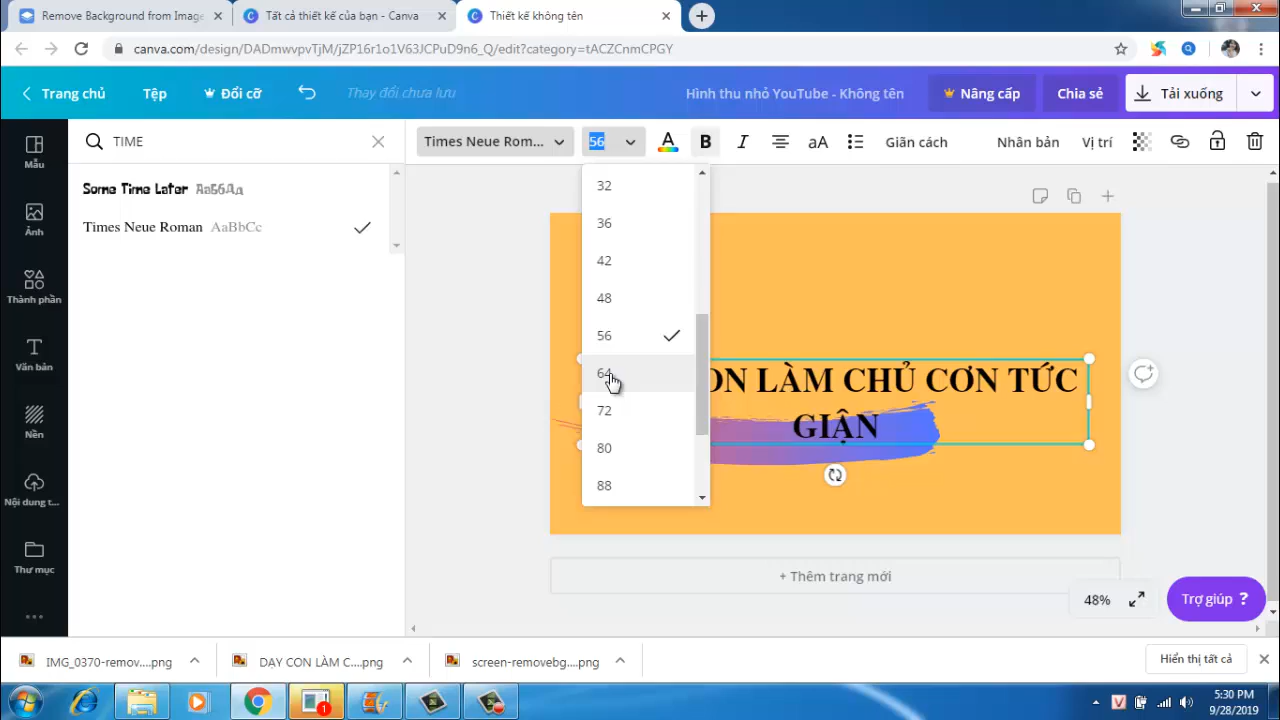 Remove Background from Image
Tất cả thiết kế của bạn - Canva
Thiết kế không tên
canva.com/design/DADmwvpvTjM/jZP16r1o1V63JCPuD9n6_Q/edit?category=tACZCnmCPGY
Trang chủ
Tệp
Đổi cỡ
Thay đổi chưa lưu
Hình thu nhỏ YouTube - Không tên
Nâng cấp
Chia sẻ
Tải xuống
TIME
Times Neue Rom...
56
A
B
I
aA
Giãn cách
Nhân bản
Vị trí
Mẫu
Ảnh
Thành phần
Văn bản
Nền
Nội dung t...
Thư mục
Some Time Later AaБбАд
Times Neue Roman AaBbCc
32
36
42
48
56
64
72
80
88
ON LÀM CHỦ CƠN TỨC
GIẬN
+ Thêm trang mới
48%
Trợ giúp ?
IMG_0370-remov....png
DẠY CON LÀM C....png
screen-removebg....png
Hiển thị tất cả
1
V
5:30 PM
9/28/2019